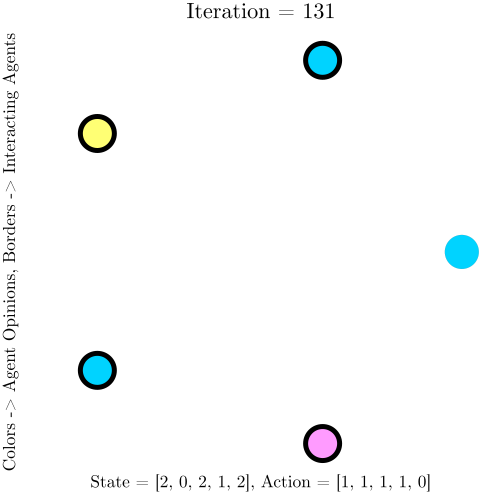 Iteration = 131
Colors -> Agent Opinions, Borders -> Interacting Agents
State = [2, 0, 2, 1, 2], Action = [1, 1, 1, 1, 0]